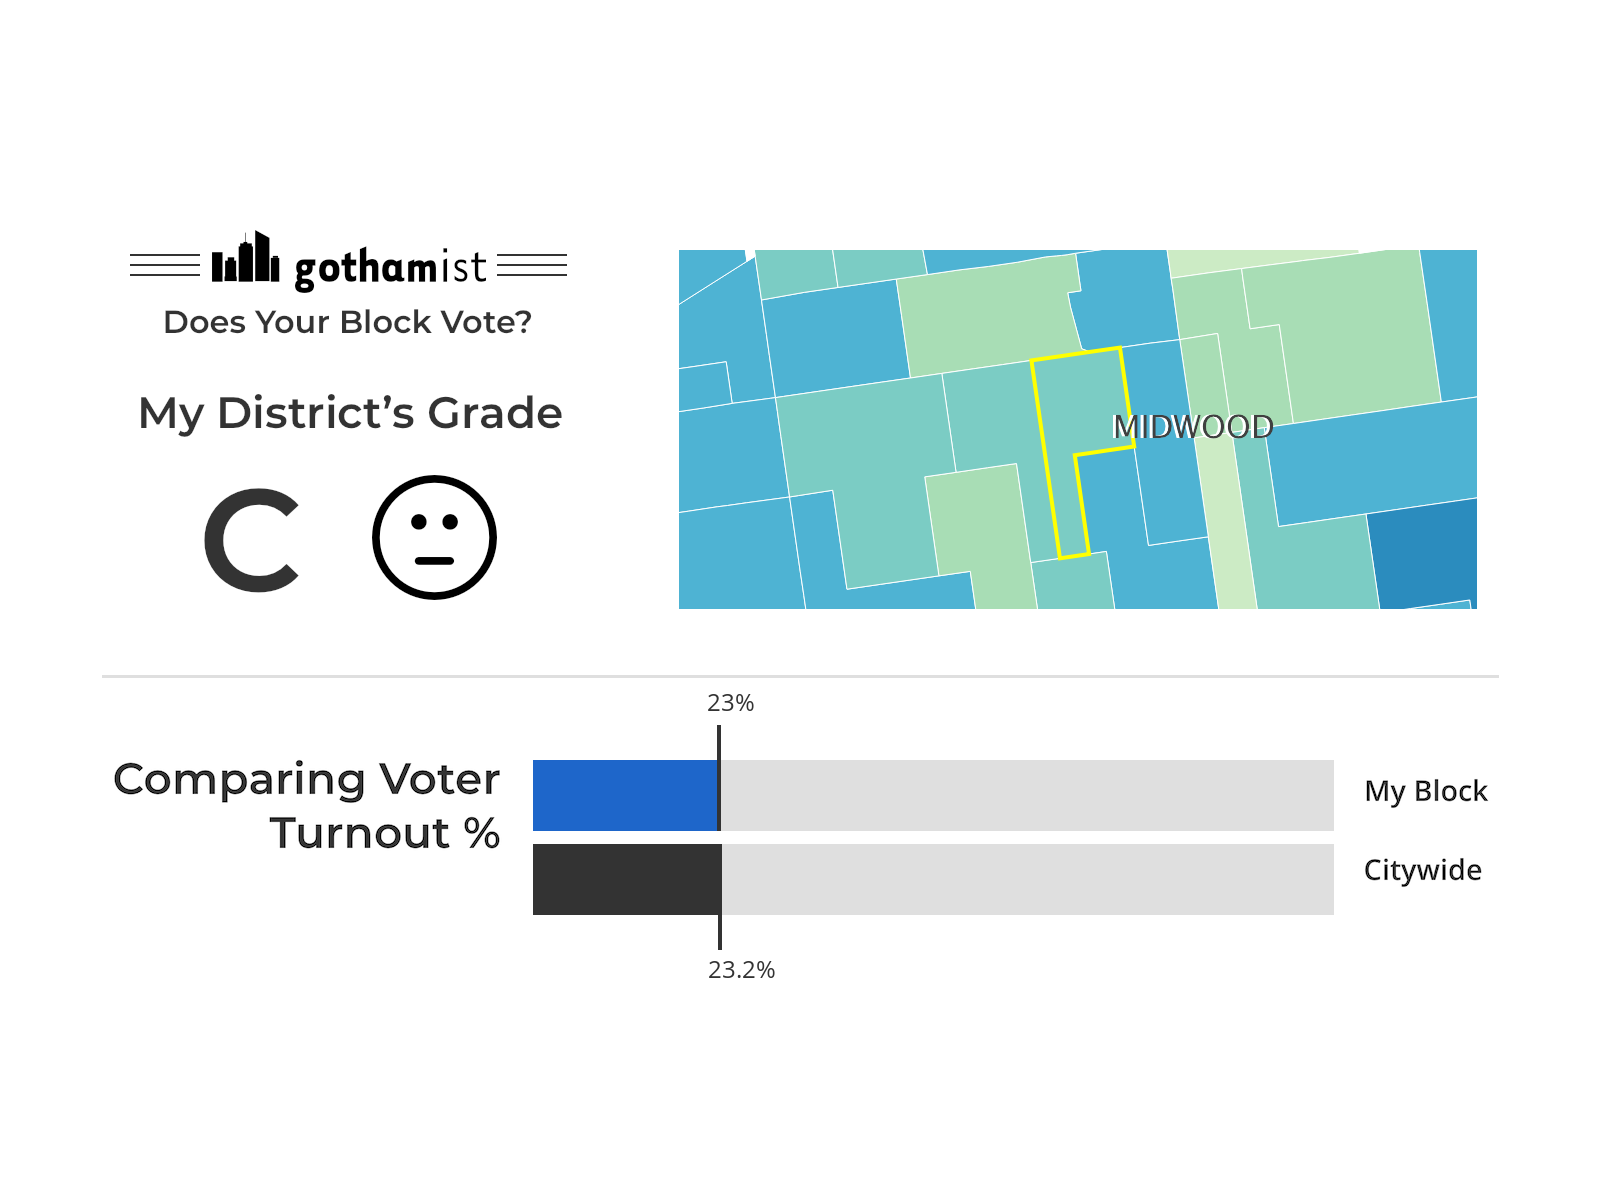 gothamist
Does Your Block Vote?
My District’s Grade
C
MIDWOOD
23%
Comparing Voter
Turnout %
My Block
Citywide
23.2%